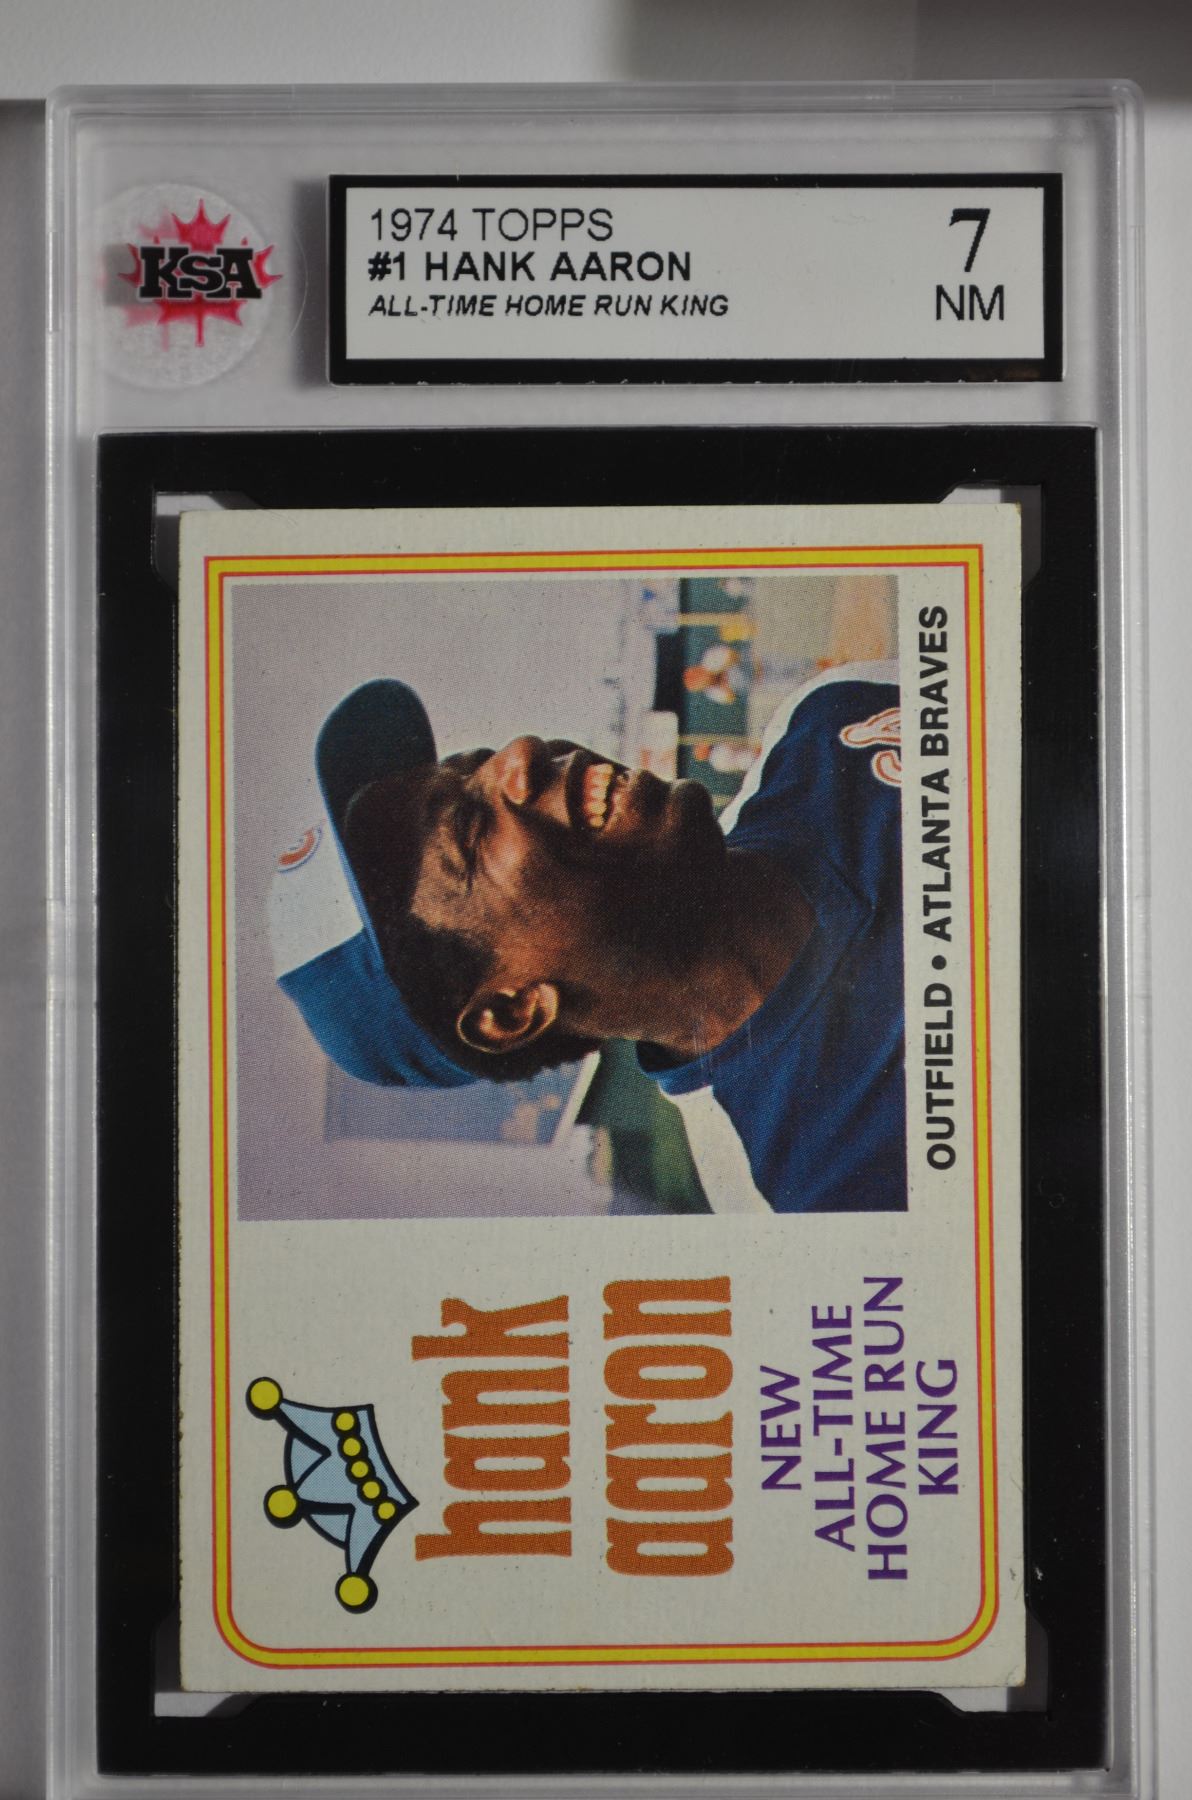 KSA
1974 TOPPS
#1 HANK AARON
ALL-TIME HOME RUN KING
7
NM
hank
aaron
NEW
ALL-TIME
HOME RUN
KING
OUTFIELD • ATLANTA BRAVES